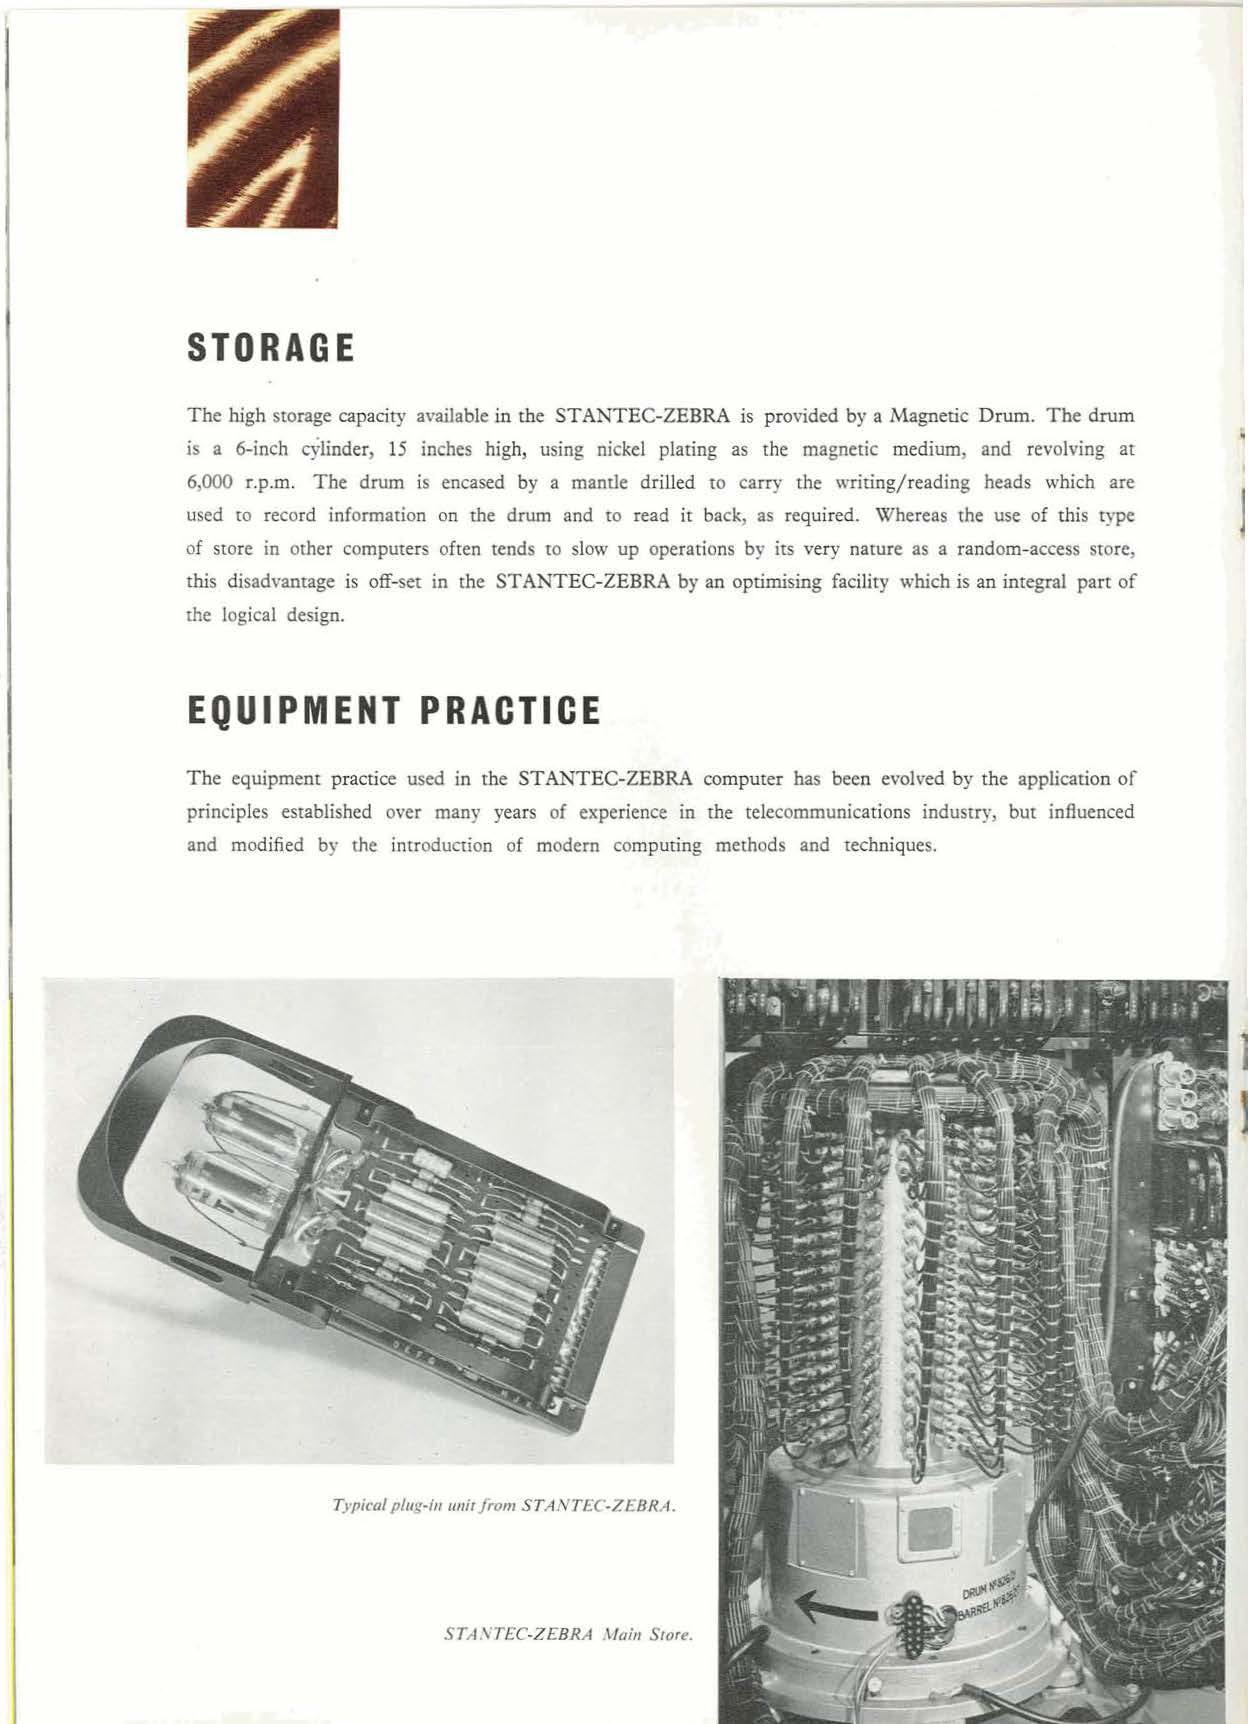 STORAGE
The high storage capacity available in the STANTEC-ZEBRA is provided by a Magnetic Drum. The drum
is a 6-inch cylinder, 15 inches high, using nickel plating as the magnetic medium, and revolving at
6,000 r.p.m. The drum is encased by a mantle drilled to carry the writing/reading heads which are
used to record information on the drum and to read it back, as required. Whereas the use of this type
of store in other computers often tends to slow up operations by its very nature as a random-access store,
this disadvantage is off-set in the STANTEC-ZEBRA by an optimising facility which is an integral part of
the logical design.
EQUIPMENT PRACTICE
The equipment practice used in the STANTEC-ZEBRA computer has been evolved by the application of
principles established over many years of experience in the telecommunications industry, but influenced
and modified by the introduction of modern computing methods and techniques.
Typical plug-in unit from STANTEC-ZEBRA.
STANTEC-ZEBRA Main Store.
DRUM Nº
BARREL Nº